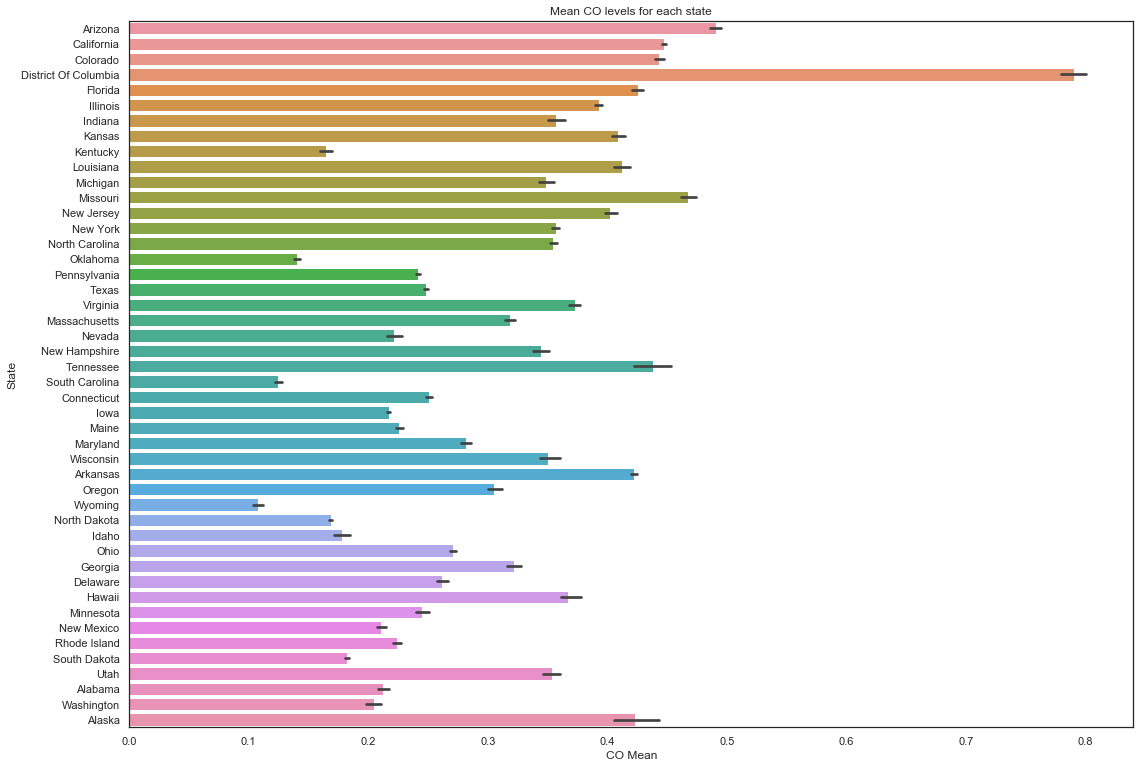 Mean CO levels for each state
Arizona
California
Colorado
District Of Columbia
Florida
Illinois
Indiana
Kansas
Kentucky
Louisiana
Michigan
Missouri
New Jersey
New York
North Carolina
Oklahoma
Pennsylvania
Texas
Virginia
Massachusetts
Nevada
New Hampshire
Tennessee
South Carolina
Connecticut
Iowa
Maine
Maryland
Wisconsin
Arkansas
Oregon
Wyoming
North Dakota
Idaho
Ohio
Georgia
Delaware
Hawaii
Minnesota
New Mexico
Rhode Island
South Dakota
Utah
Alabama
Washington
Alaska
State
0.0 0.1 0.2 0.3 0.4 0.5 0.6 0.7 0.8
CO Mean